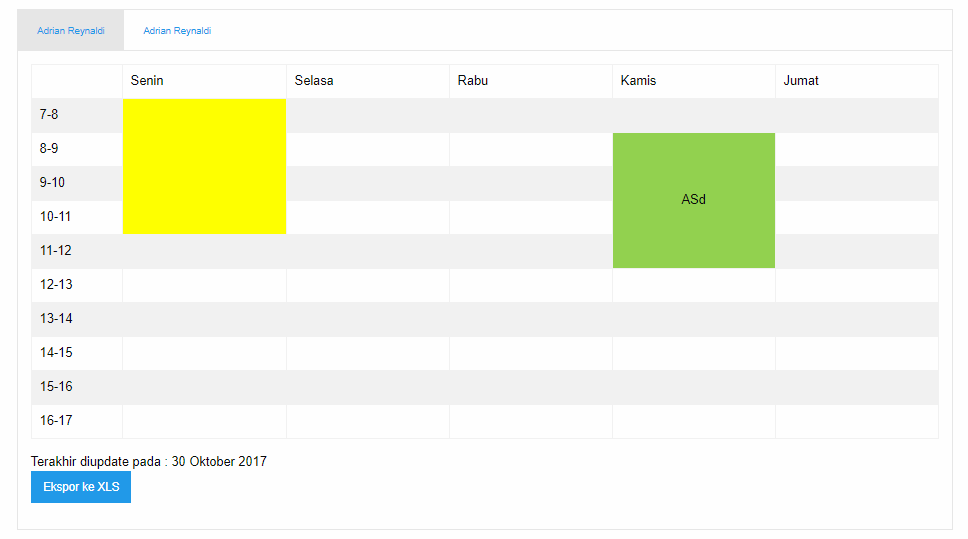 Adrian Reynaldi Adrian Reynaldi
Senin Selasa Rabu Kamis Jumat
7-8
8-9
9-10
ASd
10-11
11-12
12-13
13-14
14-15
15-16
16-17
Terakhir diupdate pada : 30 Oktober 2017
Ekspor ke XLS